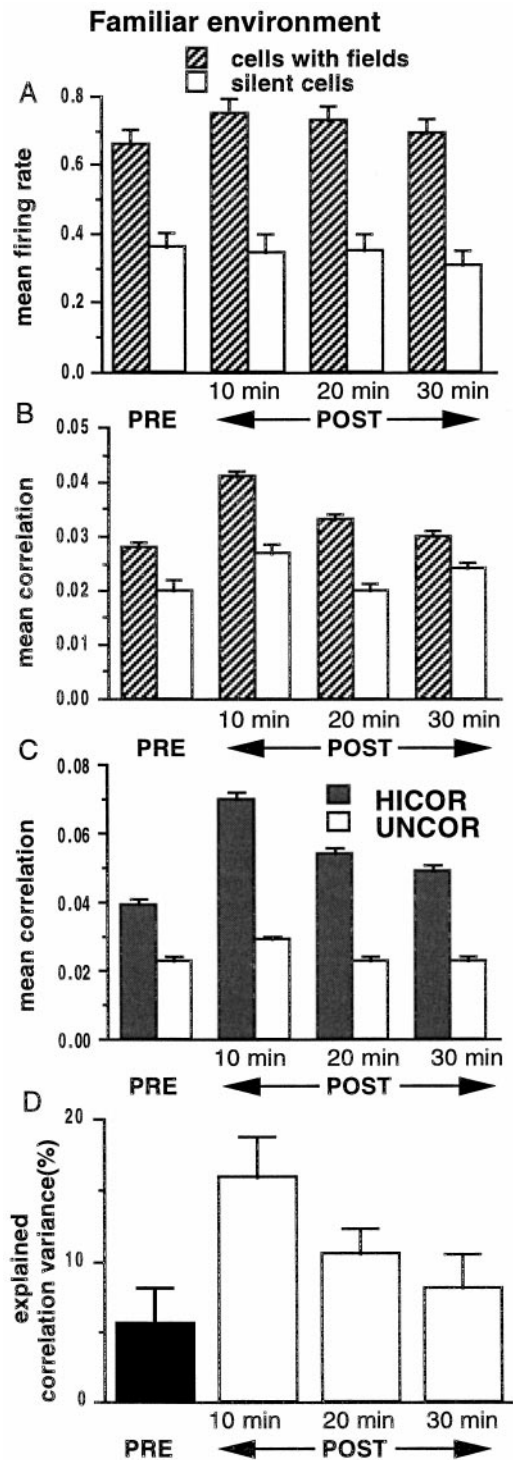 Familiar environment
cells with fields
silent cells
A
mean firing rate
0.8
0.6
0.4
0.2
0.0
10 min 20 min 30 min
PRE POST
B
mean correlation
0.05
0.04
0.03
0.02
0.01
0.00
10 min 20 min 30 min
PRE POST
C
mean correlation
0.08
0.06
0.04
0.02
0.00
HICOR
UNCOR
10 min 20 min 30 min
PRE POST
D
explained
correlation variance(%)
20
10
0
10 min 20 min 30 min
PRE POST